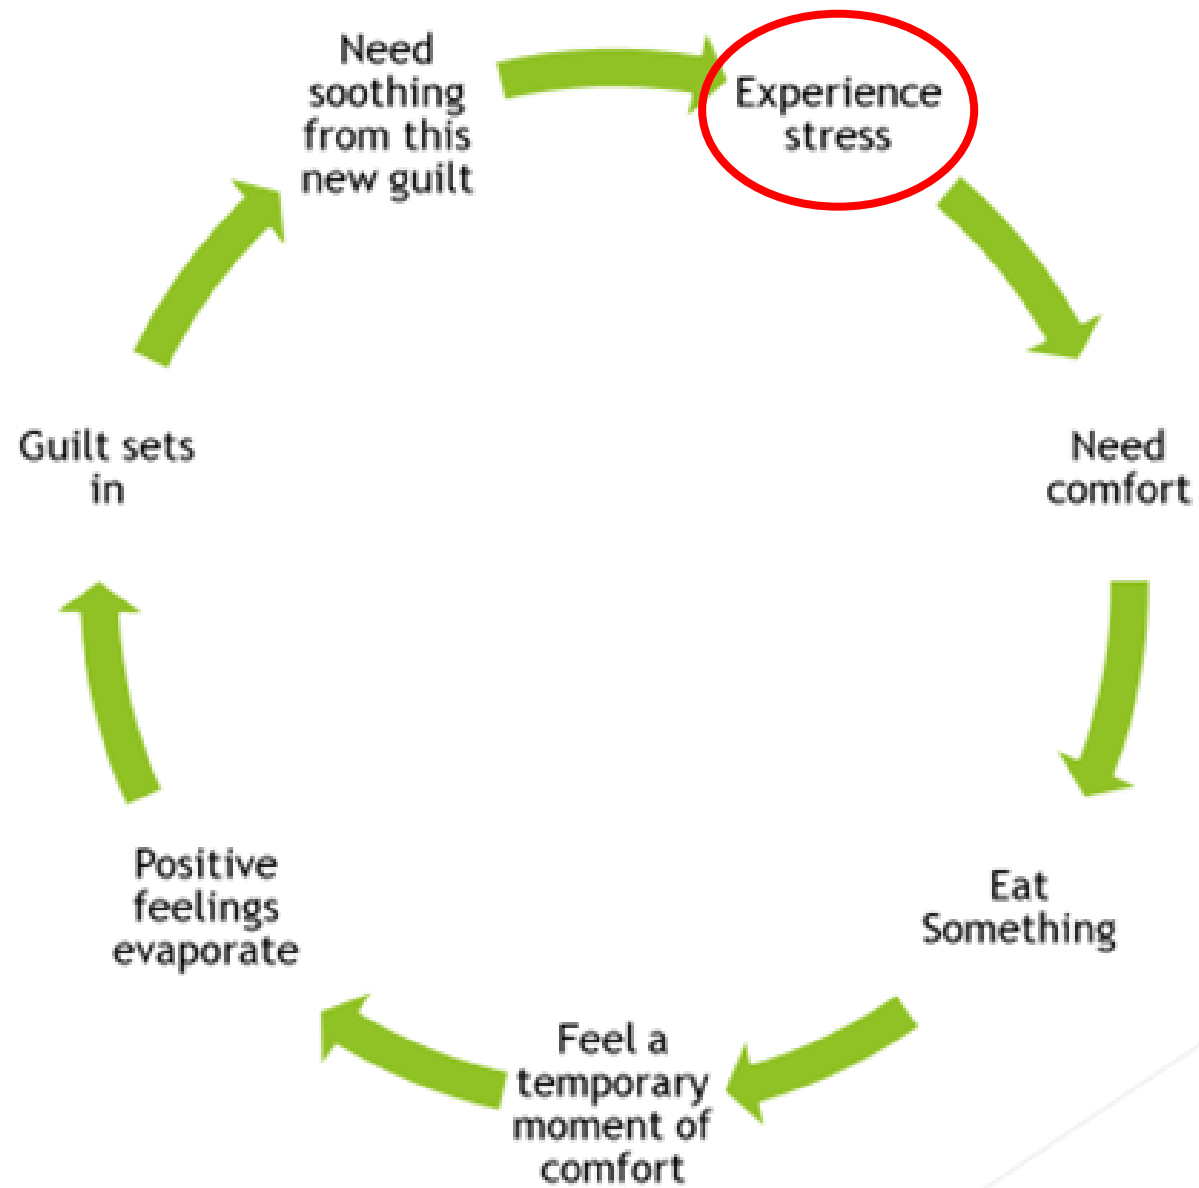 Experience
stress
Need
comfort
Eat
Something
Feel a
temporary
moment of
comfort
Positive
feelings
evaporate
Guilt sets
in
Need
soothing
from this
new guilt